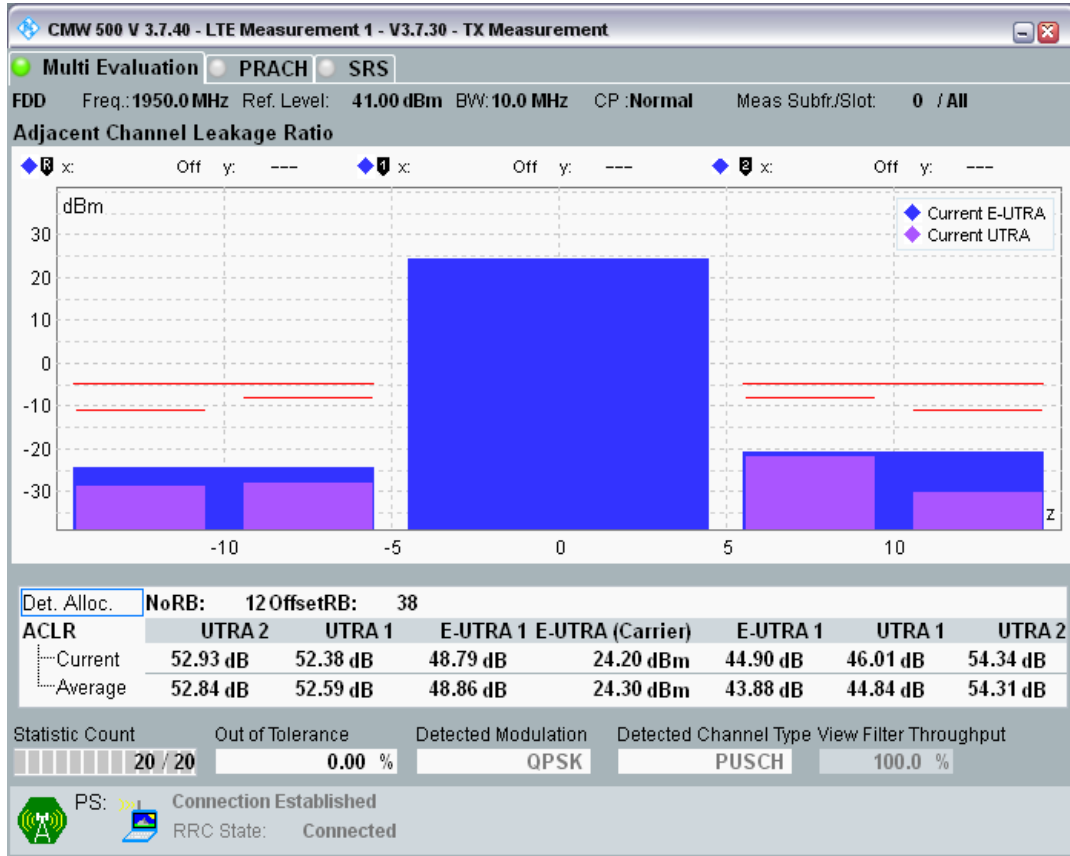 CMW 500 V 3.7.40 - LTE Measurement 1 - V3.7.30 - TX Measurement
Multi Evaluation PRACH SRS
FDD Freq.: 1950.0 MHz Ref. Level: 41.00 dBm BW: 10.0 MHz CP :Normal Meas Subfr./Slot: 0 / All
Adjacent Channel Leakage Ratio
R x: Off y: --- 1 x: Off y: --- 2 x: Off y: ---
dBm
Current E-UTRA
Current UTRA
30
20
10
0
-10
-20
-30
z
-10 -5 0 5 10
Det. Alloc. NoRB: 12 OffsetRB: 38
ACLR UTRA 2 UTRA 1 E-UTRA 1 E-UTRA (Carrier) E-UTRA 1 UTRA 1 UTRA 2
Current 52.93 dB 52.38 dB 48.79 dB 24.20 dBm 44.90 dB 46.01 dB 54.34 dB
Average 52.84 dB 52.59 dB 48.86 dB 24.30 dBm 43.88 dB 44.84 dB 54.31 dB
Statistic Count Out of Tolerance Detected Modulation Detected Channel Type View Filter Throughput
20 / 20 0.00 % QPSK PUSCH 100.0 %
PS: Connection Established
RRC State: Connected